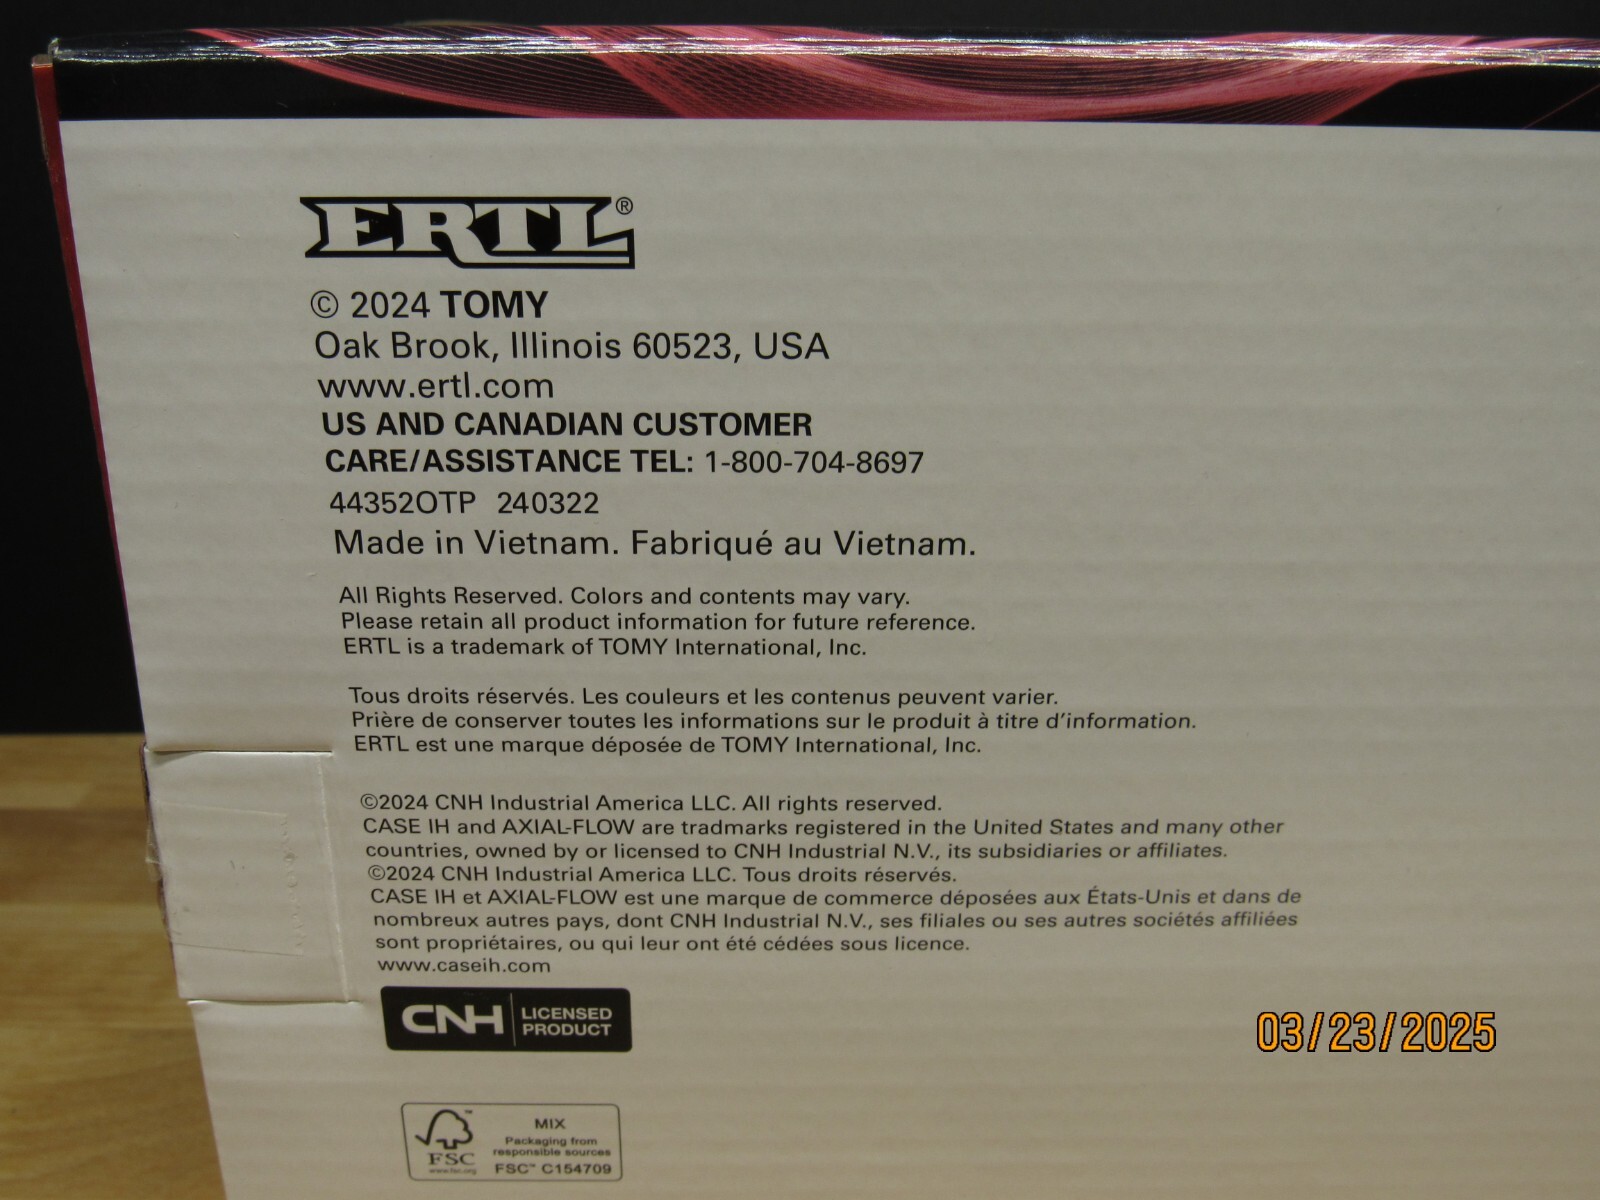 ERTL®
© 2024 TOMY
Oak Brook, Illinois 60523, USA
www.ertl.com
US AND CANADIAN CUSTOMER
CARE/ASSISTANCE TEL: 1-800-704-8697
44352OTP 240322
Made in Vietnam. Fabriqué au Vietnam.
All Rights Reserved. Colors and contents may vary.
Please retain all product information for future reference.
ERTL is a trademark of TOMY International, Inc.
Tous droits réservés. Les couleurs et les contenus peuvent varier.
Prière de conserver toutes les informations sur le produit à titre d'information.
ERTL est une marque déposée de TOMY International, Inc.
©2024 CNH Industrial America LLC. All rights reserved.
CASE IH and AXIAL-FLOW are tradmarks registered in the United States and many other
countries, owned by or licensed to CNH Industrial N.V., its subsidiaries or affiliates.
©2024 CNH Industrial America LLC. Tous droits réservés.
CASE IH et AXIAL-FLOW est une marque de commerce déposées aux États-Unis et dans de
nombreux autres pays, dont CNH Industrial N.V., ses filiales ou ses autres sociétés affiliées
sont propriétaires, ou qui leur ont été cédées sous licence.
www.caseih.com
CNH LICENSED
PRODUCT
03/23/2025
MIX
Packaging from
responsible sources
FSC™ C154709
FSC
www.fsc.org